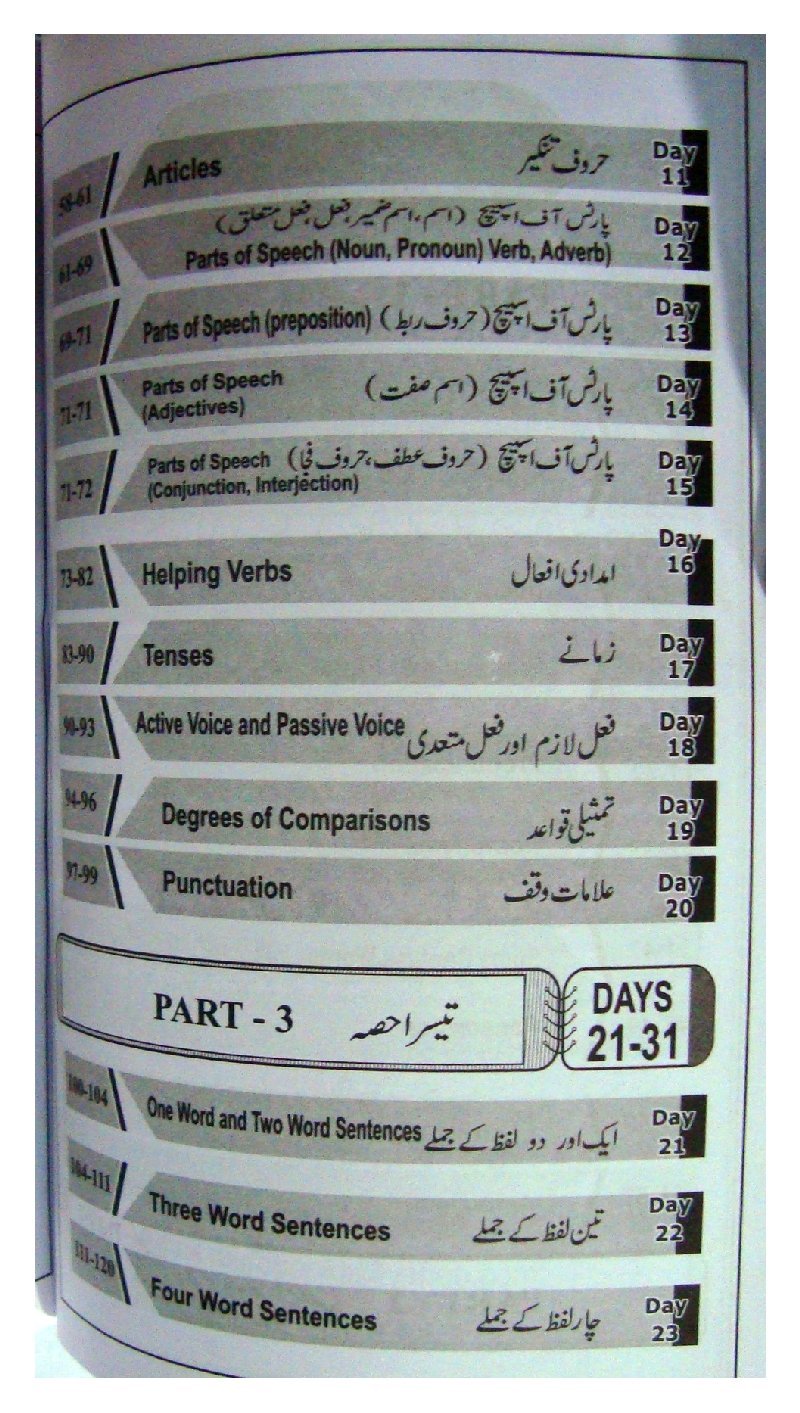 58-61 Articles حروف تنکیر Day 11
پارٹس آف اسپیچ (اسم، اسم ضمیر، فعل، فعل متعلق)
61-69 Parts of Speech (Noun, Pronoun) Verb, Adverb) Day 12
69-71 Parts of Speech (preposition) پارٹس آف اسپیچ (حروف ربط) Day 13
71-71 Parts of Speech پارٹس آف اسپیچ (اسم صفت) Day 14
(Adjectives)
71-72 Parts of Speech پارٹس آف اسپیچ (حروف عطف، حروف فجا) Day 15
(Conjunction, Interjection)
73-82 Helping Verbs امدادی افعال Day 16
83-90 Tenses زمانے Day 17
90-93 Active Voice and Passive Voice فعل لازم اور فعل متعدی Day 18
94-96 Degrees of Comparisons تمثیلی قواعد Day 19
97-99 Punctuation علامات وقف Day 20
PART - 3 تیسرا حصہ DAYS 21-31
100-104 One Word and Two Word Sentences ایک اور دو لفظ کے جملے Day 21
104-111 Three Word Sentences تین لفظ کے جملے Day 22
111-120 Four Word Sentences چار لفظ کے جملے Day 23